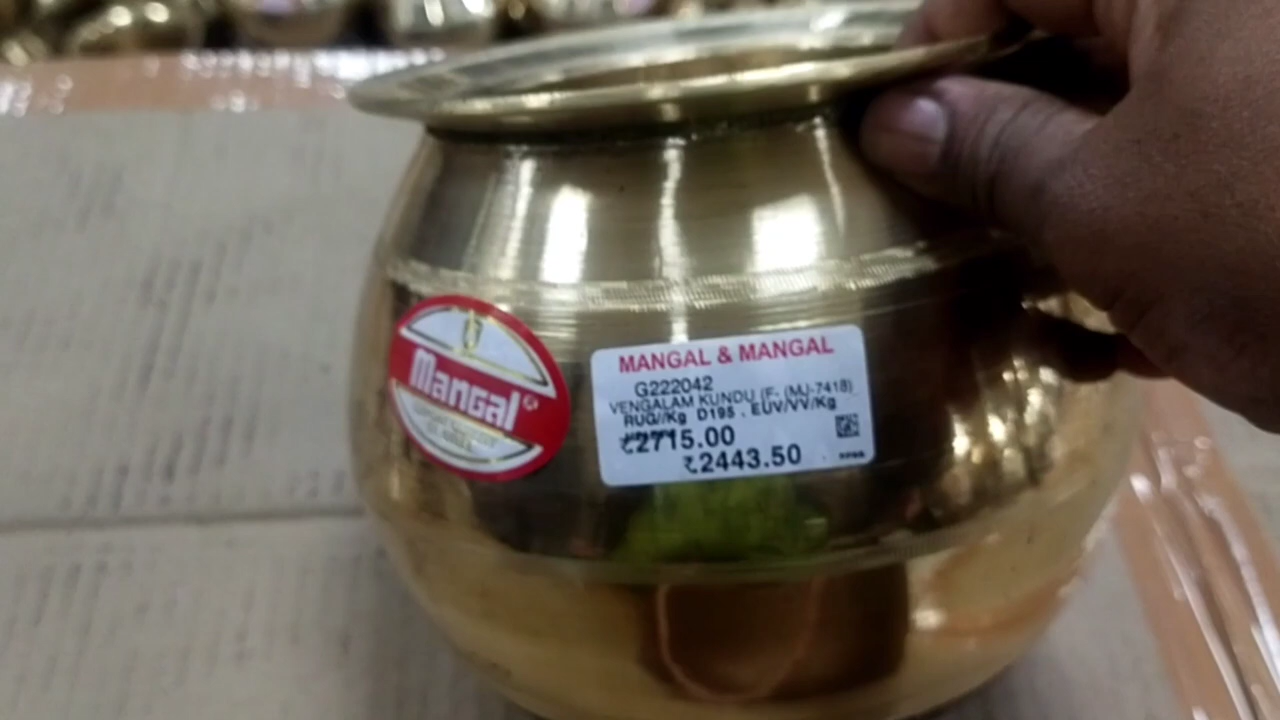 Mangal
MANGAL & MANGAL
G222042
VENGALAM KUNDU (F. (MJ-7418)
RUG//Kg D195 . EUV/VV/Kg
₹2715.00
₹2443.50